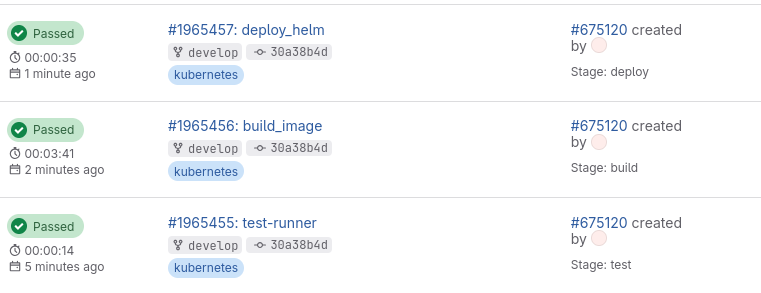 Passed
00:00:35
1 minute ago
#1965457: deploy_helm
develop 30a38b4d
kubernetes
#675120 created
by
Stage: deploy
Passed
00:03:41
2 minutes ago
#1965456: build_image
develop 30a38b4d
kubernetes
#675120 created
by
Stage: build
Passed
00:00:14
5 minutes ago
#1965455: test-runner
develop 30a38b4d
kubernetes
#675120 created
by
Stage: test